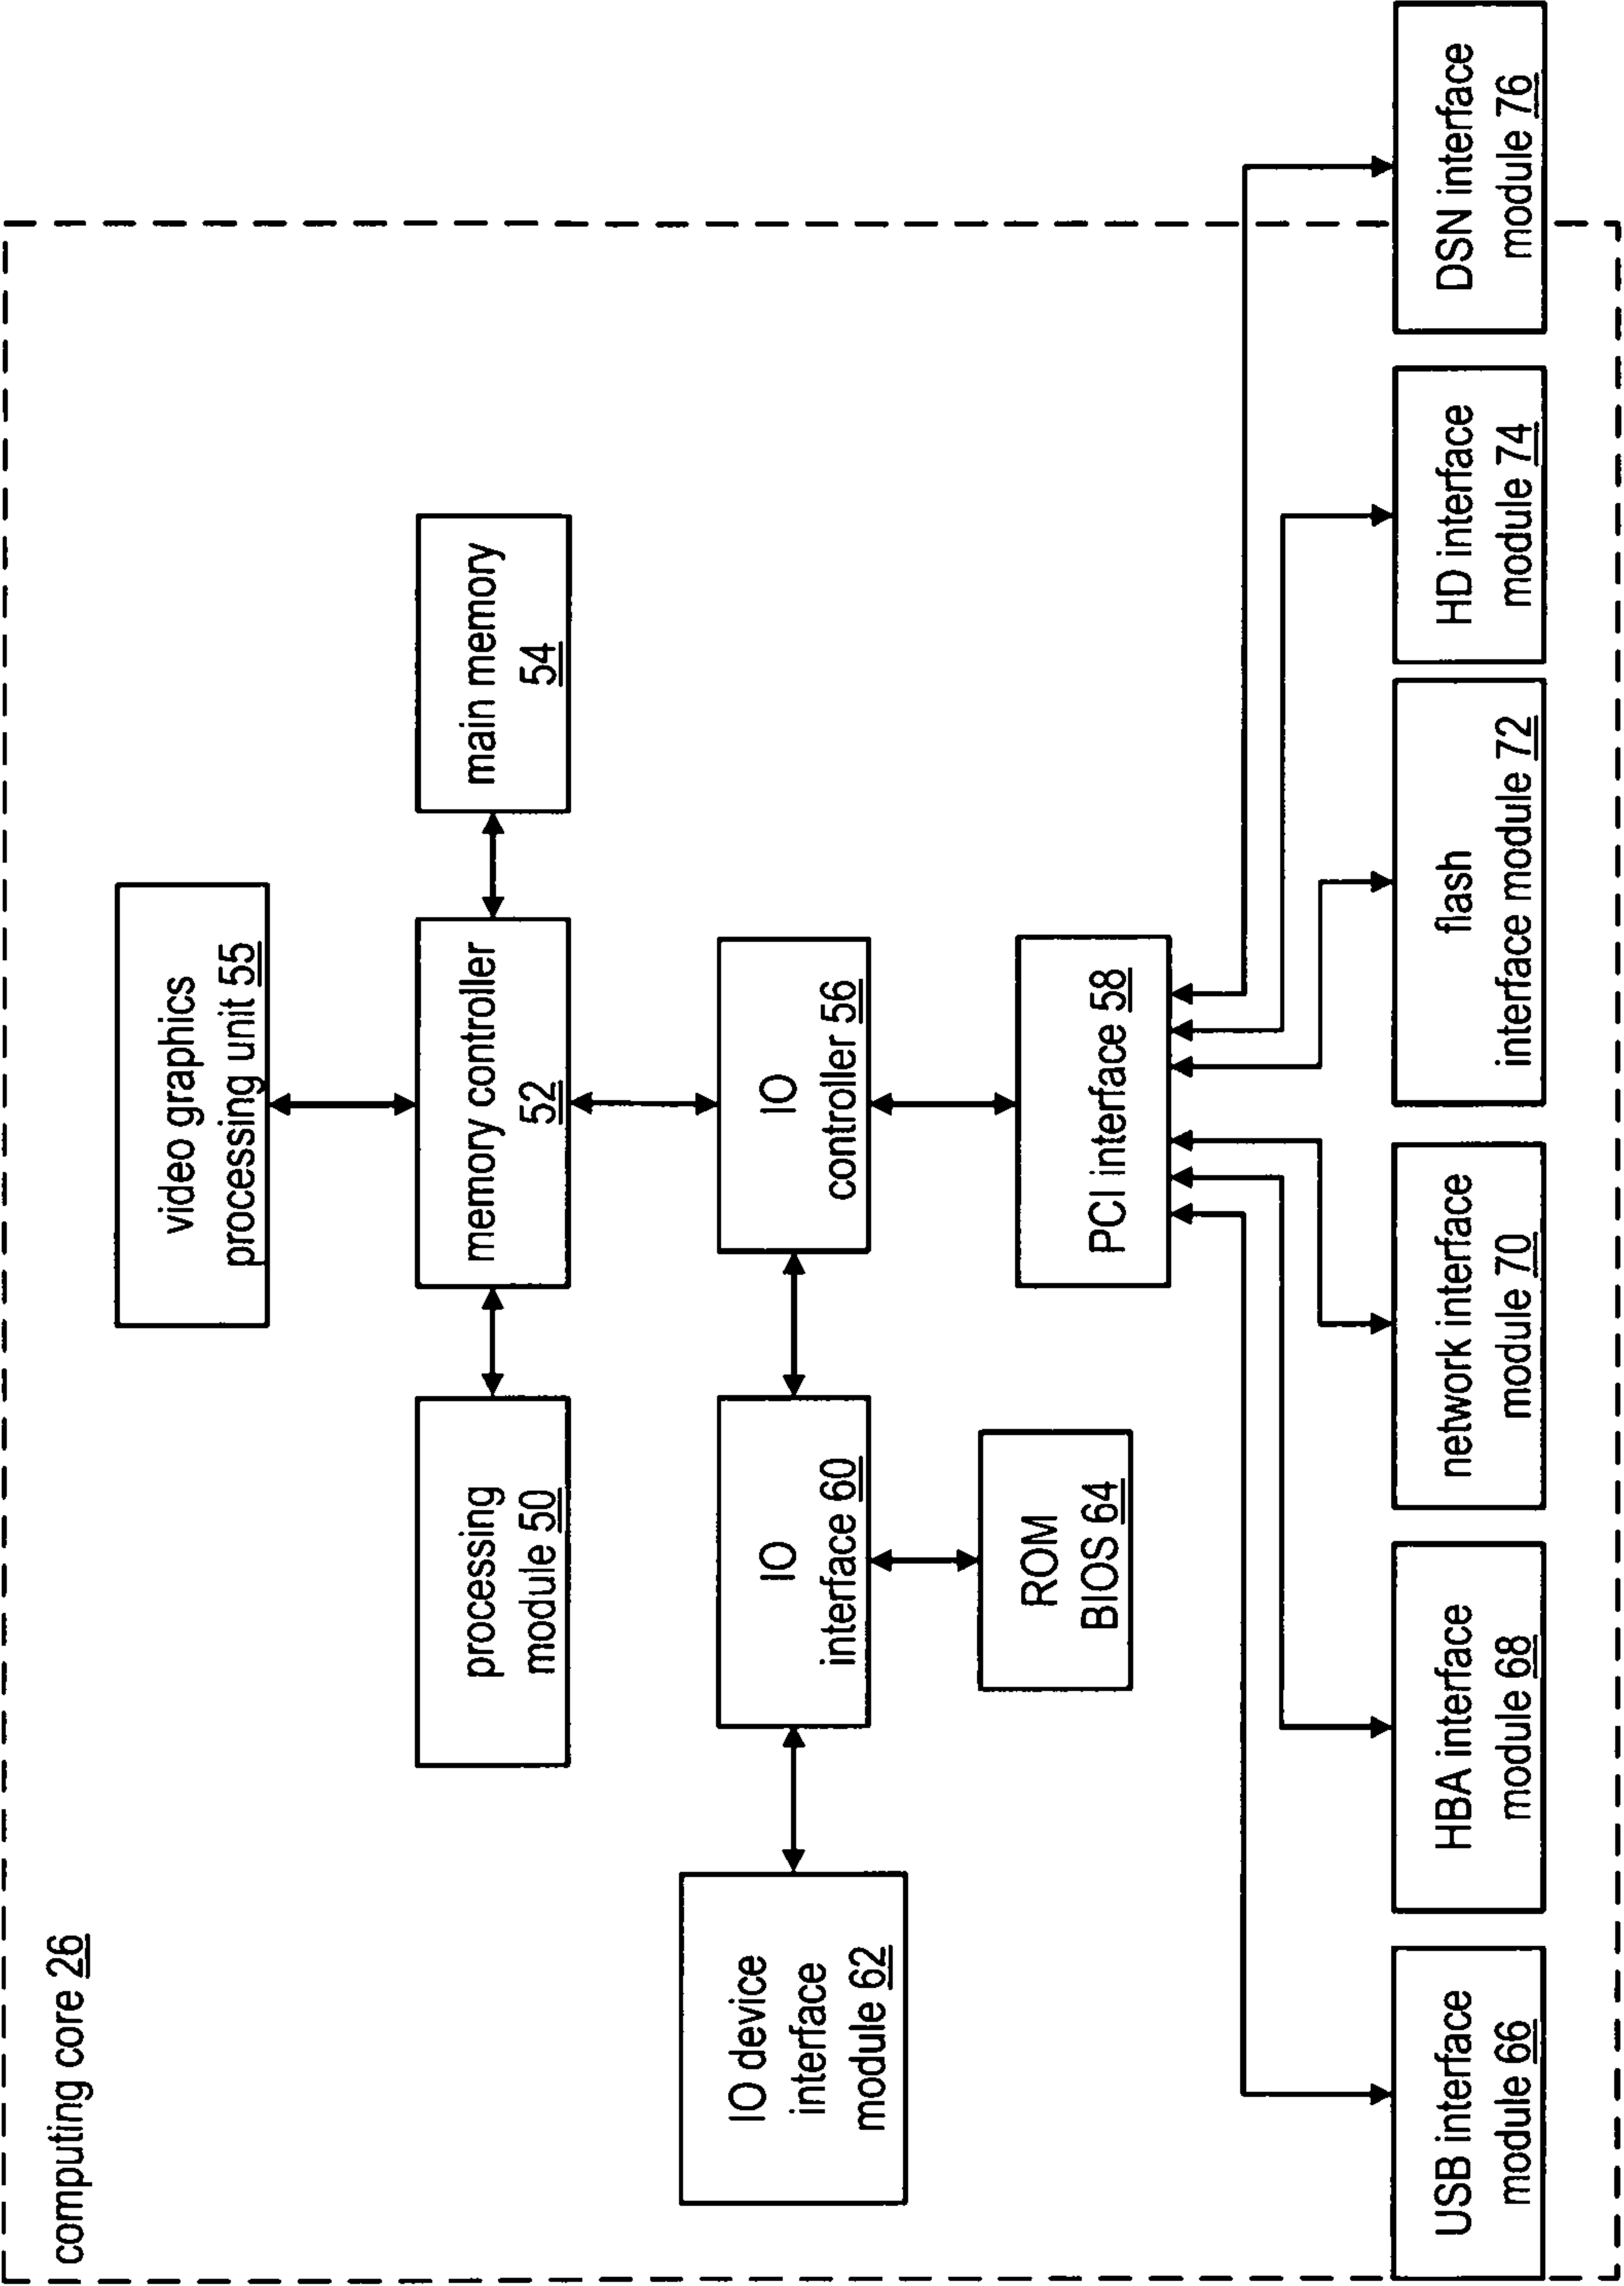 computing core 26
video graphics
processing unit 55
processing
module 50
memory controller
52
main memory
54
IO device
interface
module 62
IO
interface 60
IO
controller 56
ROM
BIOS 64
PCI interface 58
USB interface
module 66
HBA interface
module 68
network interface
module 70
flash
interface module 72
HD interface
module 74
DSN interface
module 76